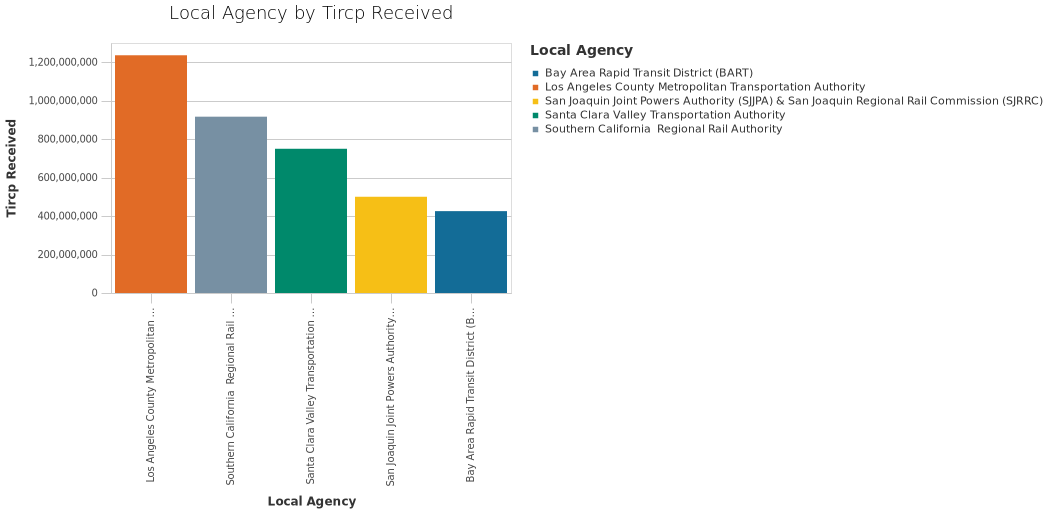 Local Agency by Tircp Received
Tircp Received
1,200,000,000
1,000,000,000
800,000,000
600,000,000
400,000,000
200,000,000
0
Los Angeles County Metropolitan ...
Southern California  Regional Rail ...
Santa Clara Valley Transportation ...
San Joaquin Joint Powers Authority...
Bay Area Rapid Transit District (B...
Local Agency
Local Agency
Bay Area Rapid Transit District (BART)
Los Angeles County Metropolitan Transportation Authority
San Joaquin Joint Powers Authority (SJJPA) & San Joaquin Regional Rail Commission (SJRRC)
Santa Clara Valley Transportation Authority
Southern California  Regional Rail Authority